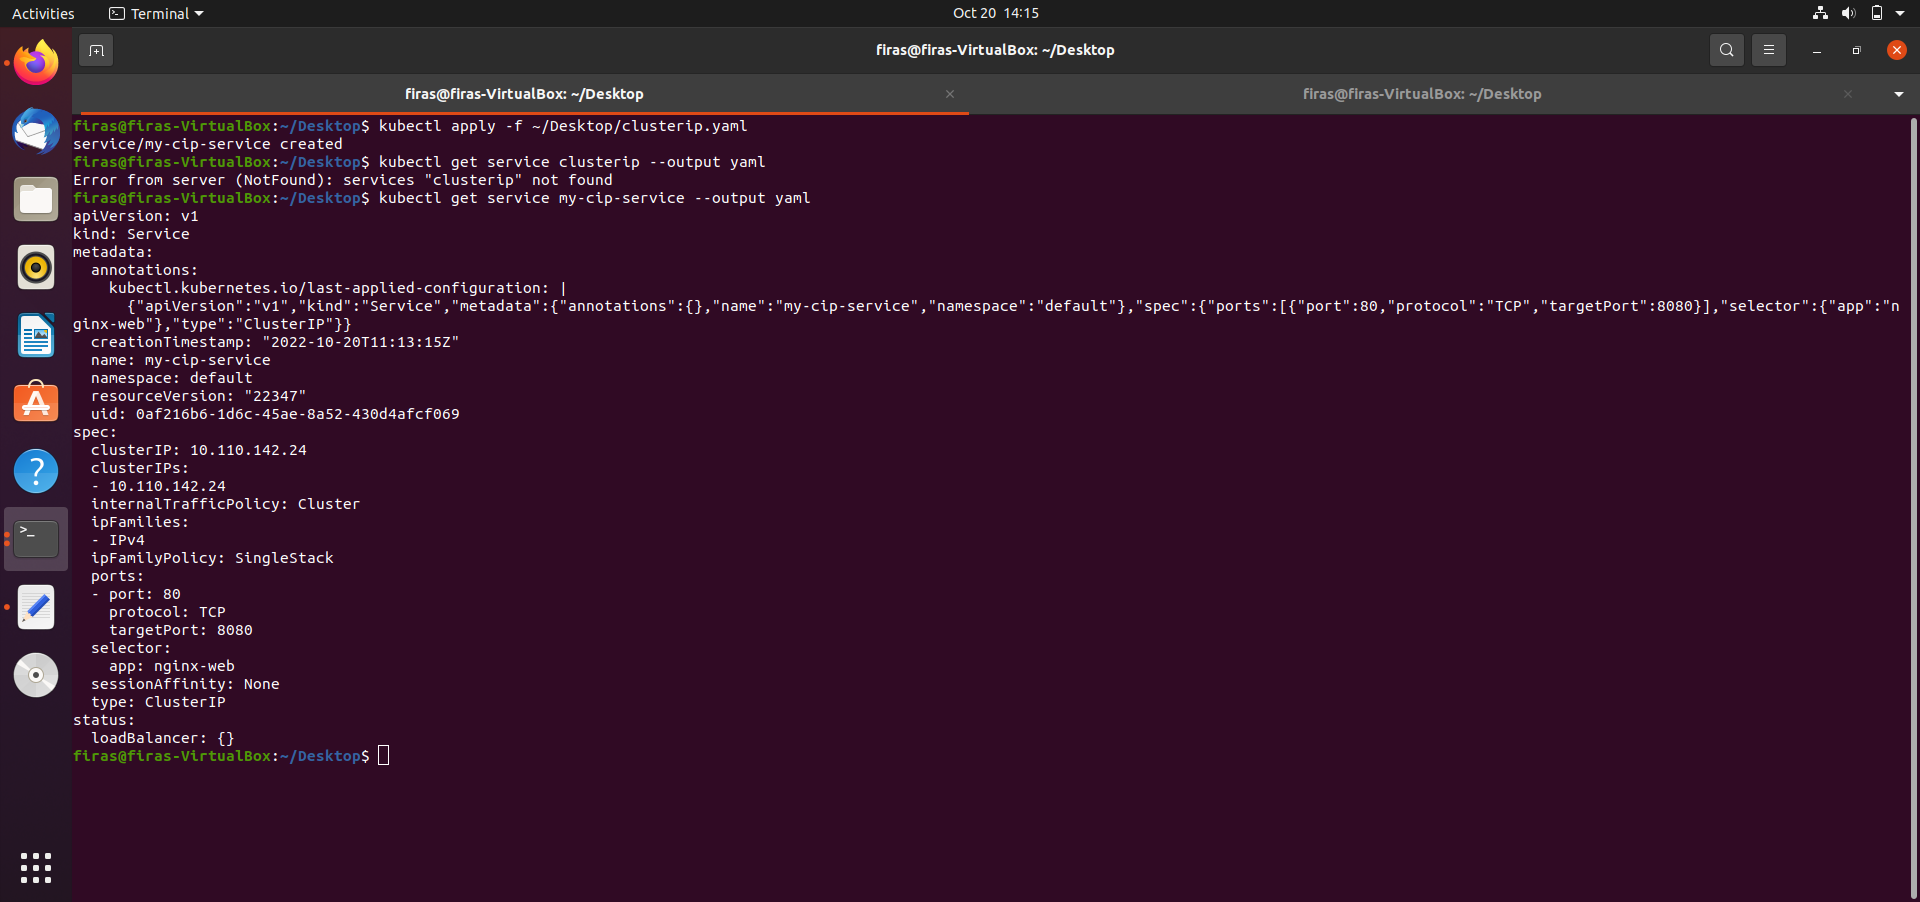 Activities
Terminal
Oct 20 14:15
firas@firas-VirtualBox: ~/Desktop
firas@firas-VirtualBox: ~/Desktop
firas@firas-VirtualBox: ~/Desktop
firas@firas-VirtualBox:~/Desktop$ kubectl apply -f ~/Desktop/clusterip.yaml
service/my-cip-service created
firas@firas-VirtualBox:~/Desktop$ kubectl get service clusterip --output yaml
Error from server (NotFound): services "clusterip" not found
firas@firas-VirtualBox:~/Desktop$ kubectl get service my-cip-service --output yaml
apiVersion: v1
kind: Service
metadata:
  annotations:
    kubectl.kubernetes.io/last-applied-configuration: |
      {"apiVersion":"v1","kind":"Service","metadata":{"annotations":{},"name":"my-cip-service","namespace":"default"},"spec":{"ports":[{"port":80,"protocol":"TCP","targetPort":8080}],"selector":{"app":"n
ginx-web"},"type":"ClusterIP"}}
  creationTimestamp: "2022-10-20T11:13:15Z"
  name: my-cip-service
  namespace: default
  resourceVersion: "22347"
  uid: 0af216b6-1d6c-45ae-8a52-430d4afcf069
spec:
  clusterIP: 10.110.142.24
  clusterIPs:
  - 10.110.142.24
  internalTrafficPolicy: Cluster
  ipFamilies:
  - IPv4
  ipFamilyPolicy: SingleStack
  ports:
  - port: 80
    protocol: TCP
    targetPort: 8080
  selector:
    app: nginx-web
  sessionAffinity: None
  type: ClusterIP
status:
  loadBalancer: {}
firas@firas-VirtualBox:~/Desktop$